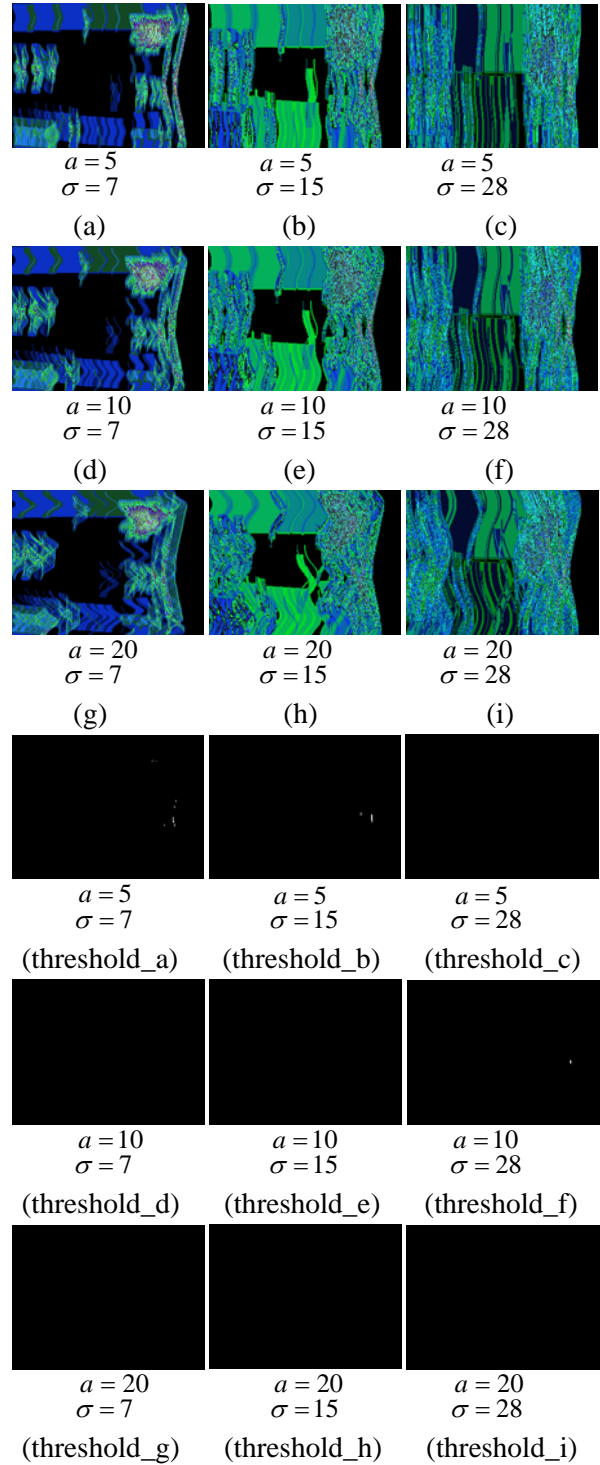 a = 5 a = 5 a = 5
σ = 7 σ = 15 σ = 28
(a) (b) (c)
a = 10 a = 10 a = 10
σ = 7 σ = 15 σ = 28
(d) (e) (f)
a = 20 a = 20 a = 20
σ = 7 σ = 15 σ = 28
(g) (h) (i)
a = 5 a = 5 a = 5
σ = 7 σ = 15 σ = 28
(threshold_a) (threshold_b) (threshold_c)
a = 10 a = 10 a = 10
σ = 7 σ = 15 σ = 28
(threshold_d) (threshold_e) (threshold_f)
a = 20 a = 20 a = 20
σ = 7 σ = 15 σ = 28
(threshold_g) (threshold_h) (threshold_i)